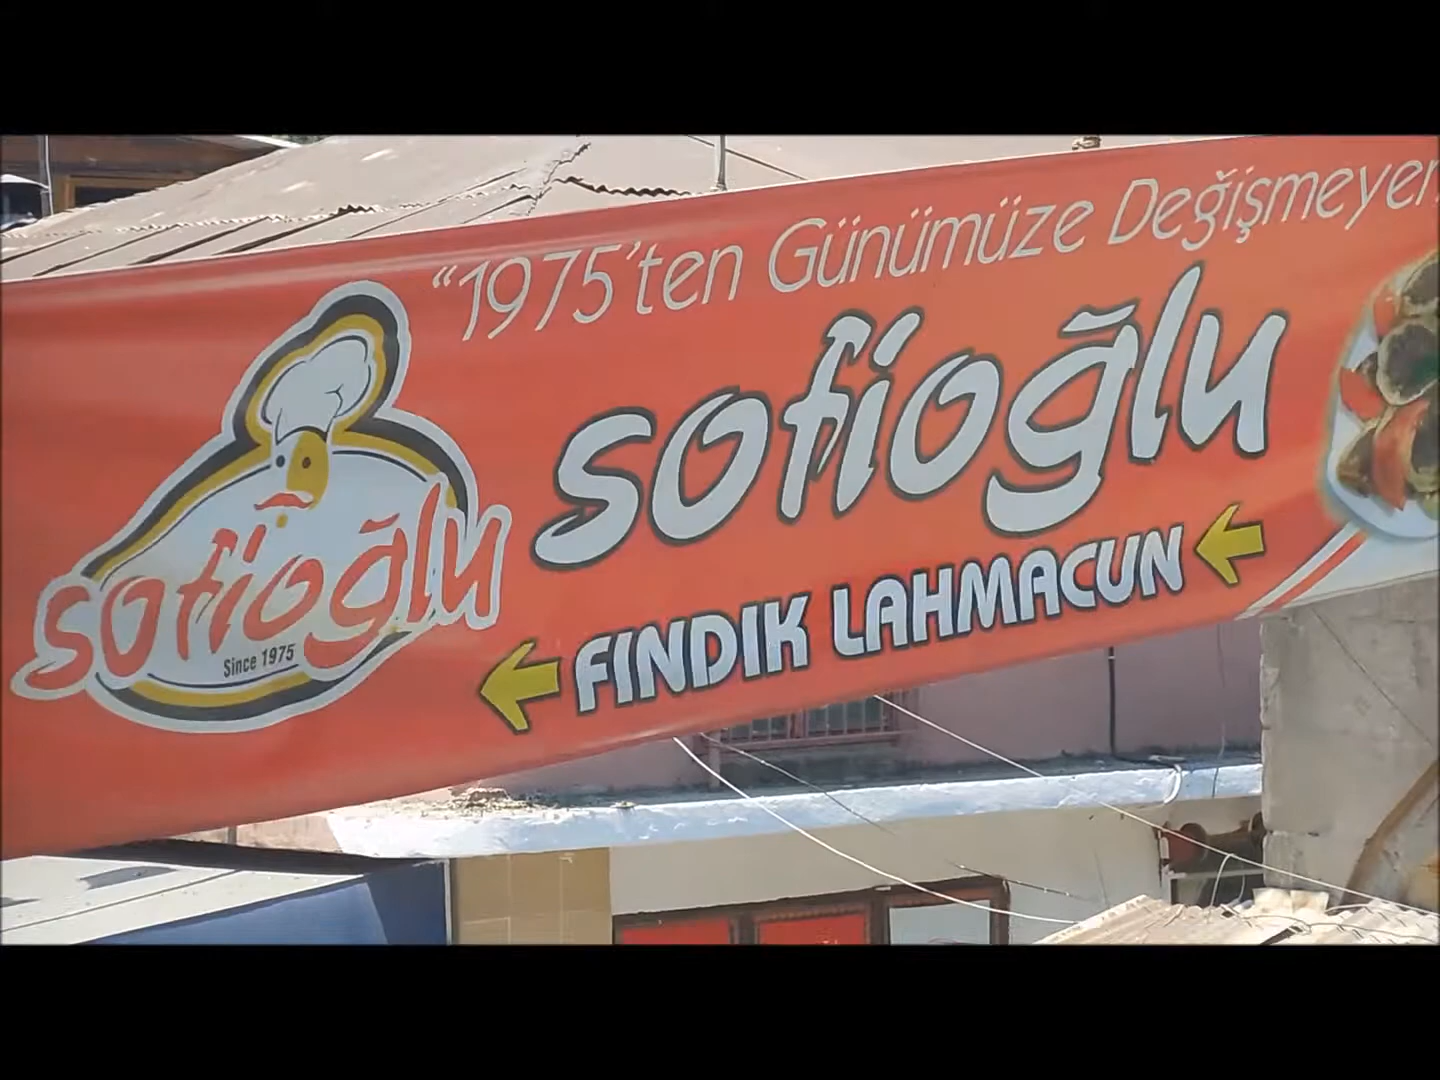 "1975'ten Günümüze Değişmeyen
sofioğlu
FINDIK LAHMACUN
sofioğlu
Since 1975